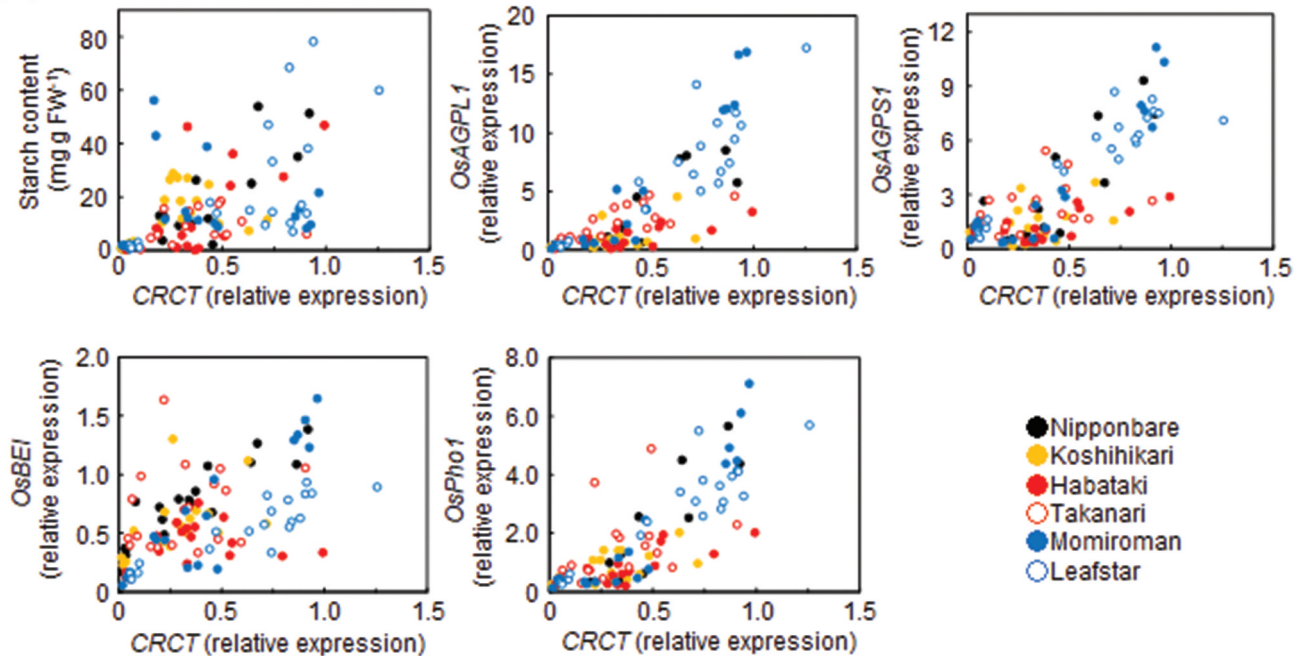 Starch content
(mg g FW⁻¹)
80
60
40
20
0
0
0.5
1.0
1.5
CRCT (relative expression)
OsAGPL1
(relative expression)
20
15
10
5
0
0
0.5
1.0
1.5
CRCT (relative expression)
OsAGPS1
(relative expression)
12
9
6
3
0
0
0.5
1.0
1.5
CRCT (relative expression)
OsBEI
(relative expression)
2.0
1.5
1.0
0.5
0
0
0.5
1.0
1.5
CRCT (relative expression)
OsPho1
(relative expression)
8.0
6.0
4.0
2.0
0
0
0.5
1.0
1.5
CRCT (relative expression)
Nipponbare
Koshihikari
Habataki
Takanari
Momiroman
Leafstar